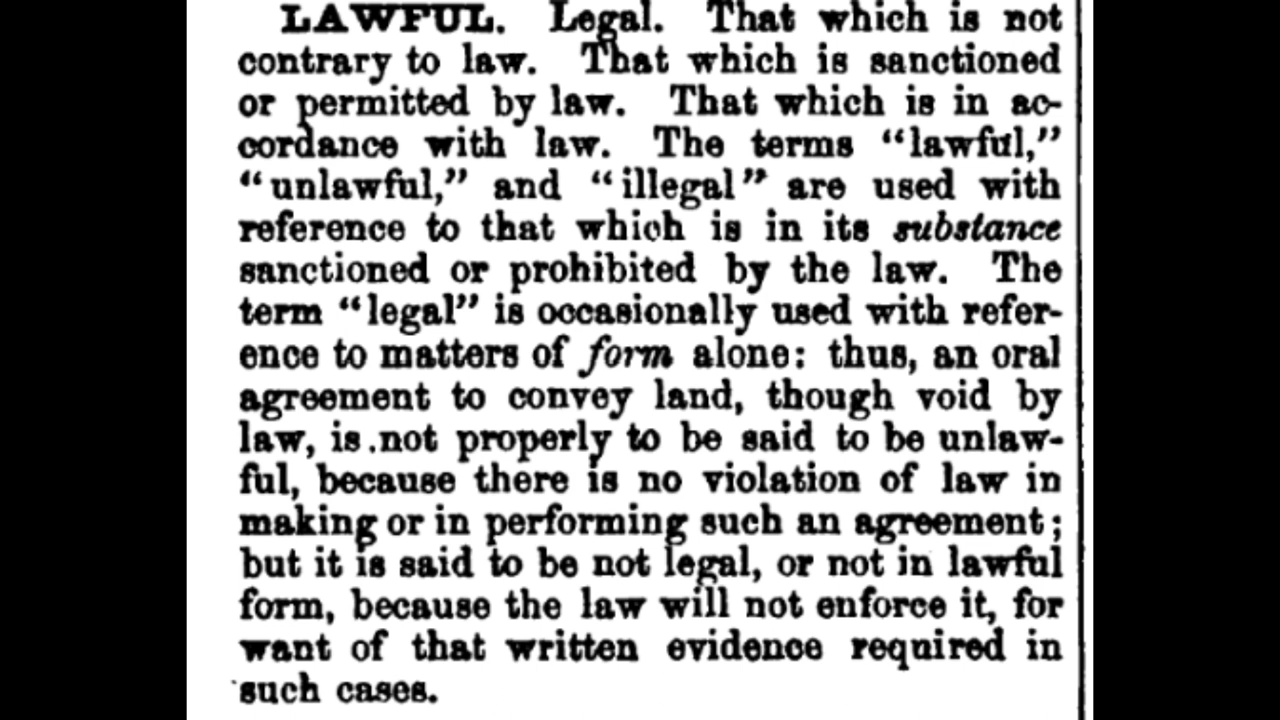 LAWFUL. Legal. That which is not
contrary to law. That which is sanctioned
or permitted by law. That which is in ac-
cordance with law. The terms “lawful,”
“unlawful,” and “illegal” are used with
reference to that which is in its substance
sanctioned or prohibited by the law. The
term “legal” is occasionally used with refer-
ence to matters of form alone: thus, an oral
agreement to convey land, though void by
law, is.not properly to be said to be unlaw-
ful, because there is no violation of law in
making or in performing such an agreement;
but it is said to be not legal, or not in lawful
form, because the law will not enforce it, for
want of that written evidence required in
such cases.